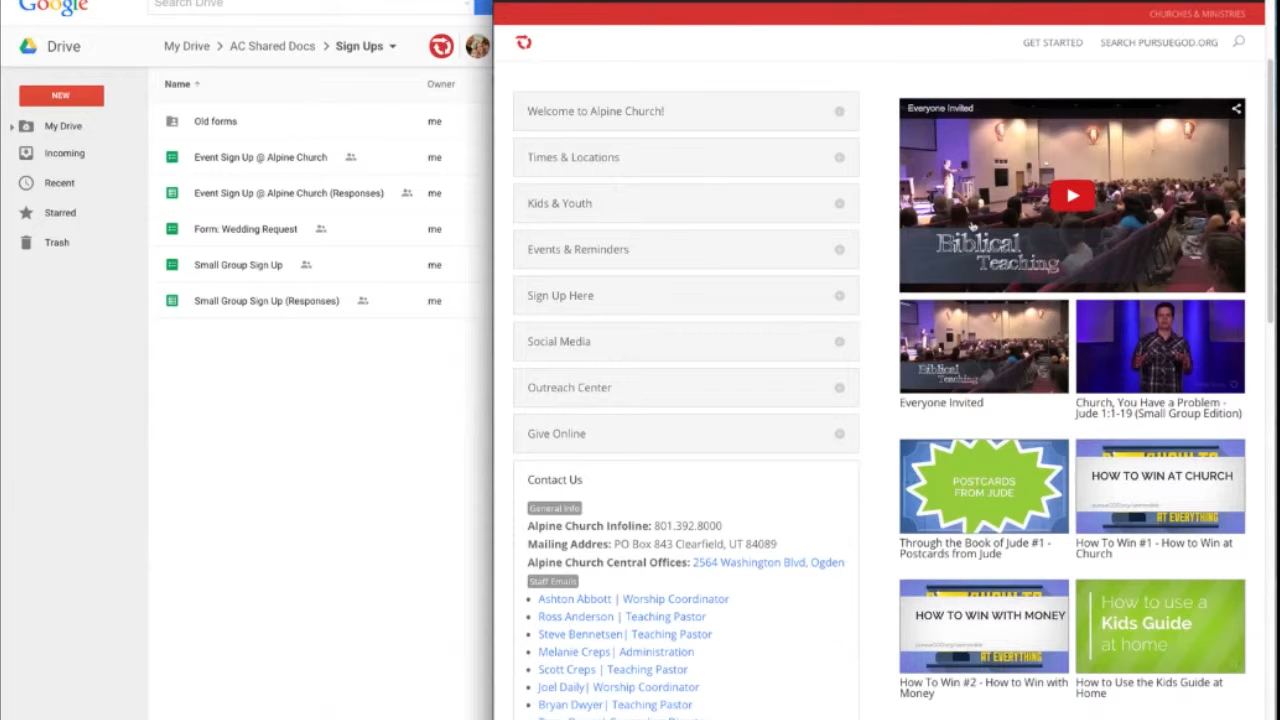 Google
Search Drive
Drive
My Drive > AC Shared Docs > Sign Ups
NEW
My Drive
Incoming
Recent
Starred
Trash
Name
Owner
Old forms
me
Event Sign Up @ Alpine Church
me
Event Sign Up @ Alpine Church (Responses)
me
Form: Wedding Request
me
Small Group Sign Up
me
Small Group Sign Up (Responses)
me
CHURCHES & MINISTRIES
GET STARTED
SEARCH PURSUEGOD.ORG
Welcome to Alpine Church!
Times & Locations
Kids & Youth
Events & Reminders
Sign Up Here
Social Media
Outreach Center
Give Online
Contact Us
General Info
Alpine Church Infoline: 801.392.8000
Mailing Addres: PO Box 843 Clearfield, UT 84089
Alpine Church Central Offices: 2564 Washington Blvd, Ogden
Staff Emails
Ashton Abbott | Worship Coordinator
Ross Anderson | Teaching Pastor
Steve Bennetsen| Teaching Pastor
Melanie Creps| Administration
Scott Creps | Teaching Pastor
Joel Daily| Worship Coordinator
Bryan Dwyer| Teaching Pastor
Everyone Invited
Biblical
Teaching
Biblical
Teaching
Everyone Invited
Church, You Have a Problem -
Jude 1:1-19 (Small Group Edition)
POSTCARDS
FROM JUDE
Through the Book of Jude #1 -
Postcards from Jude
HOW TO WIN AT CHURCH
AT EVERYTHING
How To Win #1 - How to Win at
Church
HOW TO WIN WITH MONEY
AT EVERYTHING
How To Win #2 - How to Win with
Money
How to use a
Kids Guide
at home
How to Use the Kids Guide at
Home